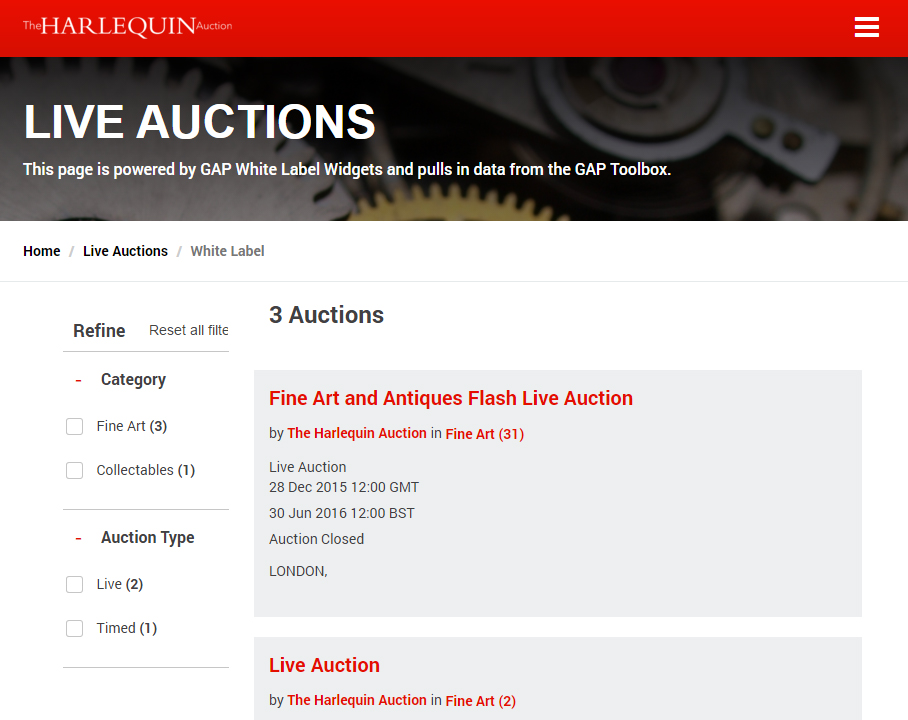 The HARLEQUIN Auction
LIVE AUCTIONS
This page is powered by GAP White Label Widgets and pulls in data from the GAP Toolbox.
Home / Live Auctions / White Label
3 Auctions
Refine Reset all filte
- Category
Fine Art (3)
Collectables (1)
- Auction Type
Live (2)
Timed (1)
Fine Art and Antiques Flash Live Auction
by The Harlequin Auction in Fine Art (31)
Live Auction
28 Dec 2015 12:00 GMT
30 Jun 2016 12:00 BST
Auction Closed
LONDON,
Live Auction
by The Harlequin Auction in Fine Art (2)